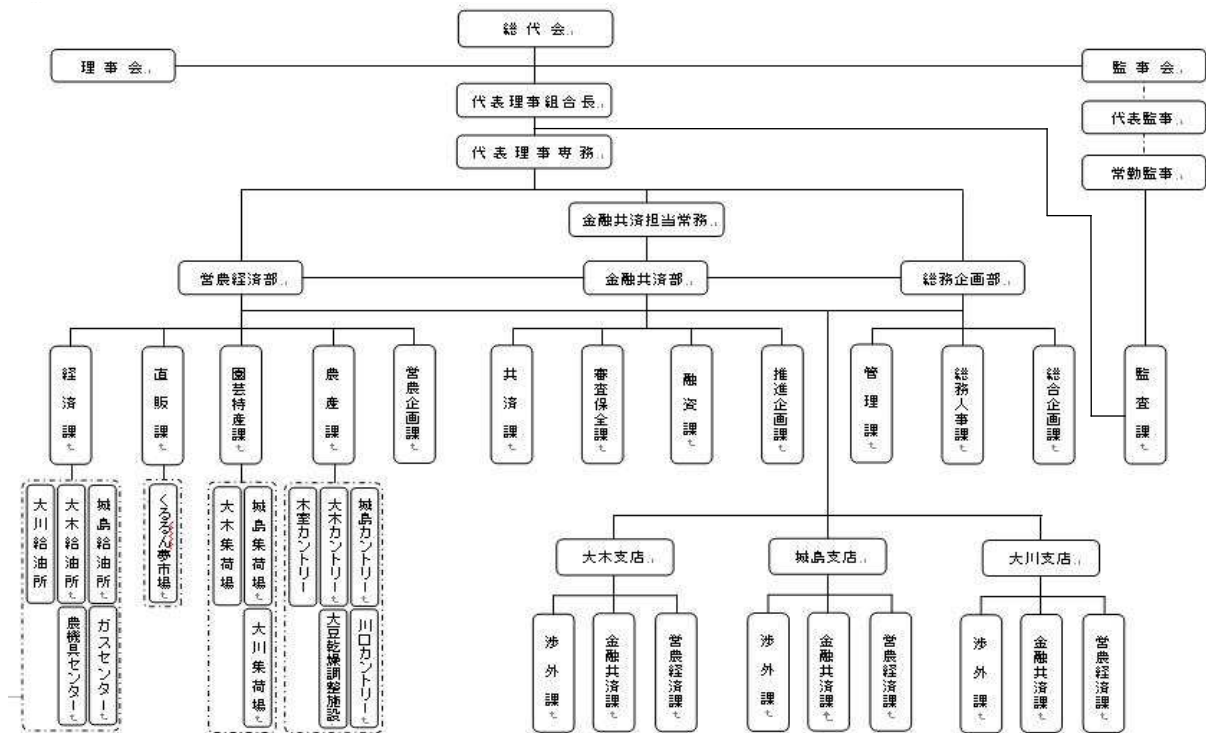 総代会
理事会
監事会
代表理事組合長
代表監事
代表理事専務
常勤監事
金融共済担当常務
営農経済部
金融共済部
総務企画部
経済課
直販課
園芸特産課
農産課
営農企画課
共済課
審査保全課
融資課
推進企画課
管理課
総務人事課
総合企画課
監査課
大川給油所
大木給油所
城島給油所
農機具センター
ガスセンター
くるるん夢市場
大木集荷場
城島集荷場
大川集荷場
木室カントリー
大木カントリー
城島カントリー
大豆乾燥調整施設
川口カントリー
大木支店
城島支店
大川支店
渉外課
金融共済課
営農経済課
渉外課
金融共済課
営農経済課
渉外課
金融共済課
営農経済課